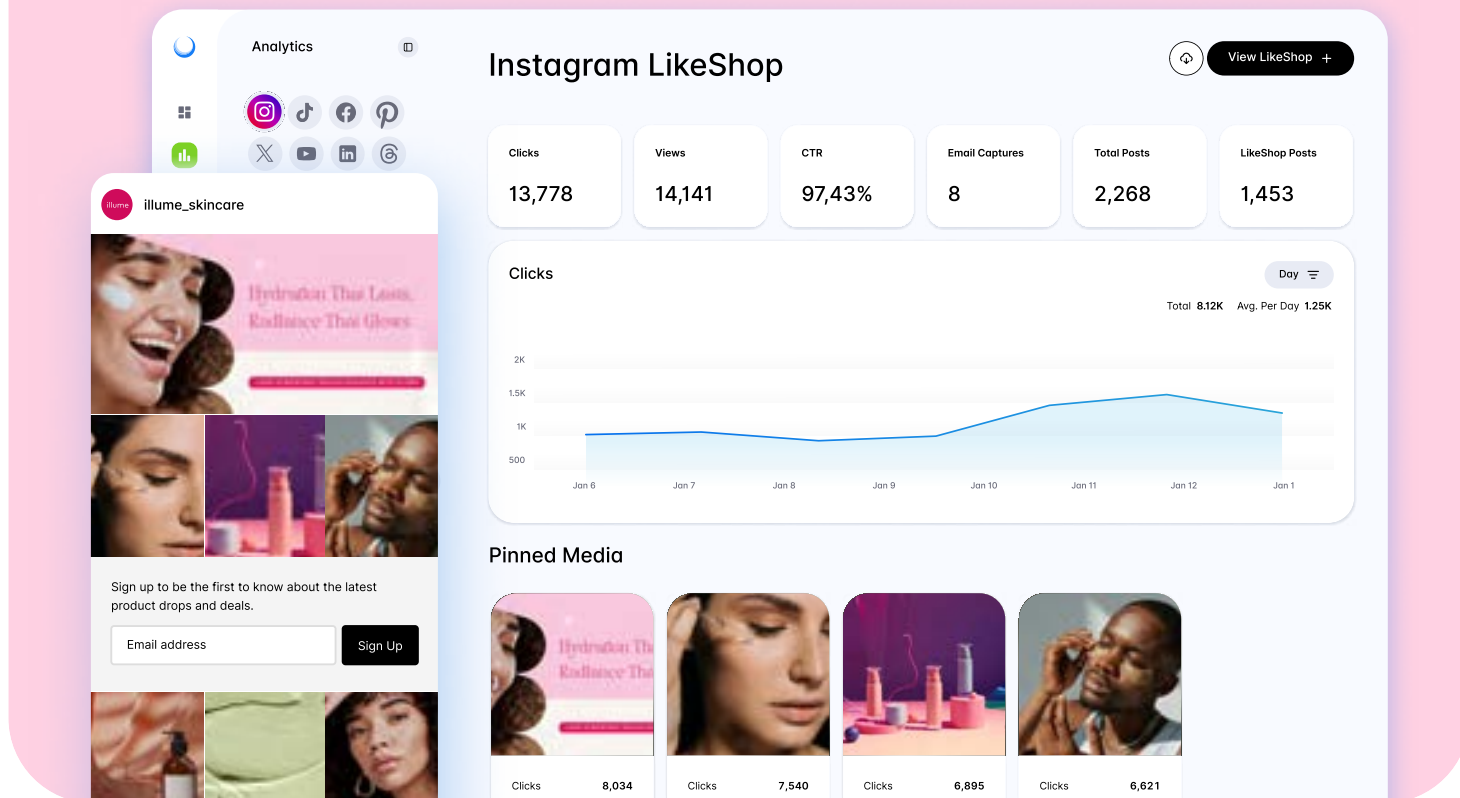 Analytics
Instagram LikeShop
View LikeShop
Clicks
13,778
Views
14,141
CTR
97,43%
Email Captures
8
Total Posts
2,268
LikeShop Posts
1,453
illume
illume_skincare
Hydration That Lasts,
Radiance That Glows
Sign up to be the first to know about the latest
product drops and deals.
Email address
Sign Up
Clicks
Day
Total 8.12K Avg. Per Day 1.25K
2K
1.5K
1K
500
Jan 6 Jan 7 Jan 8 Jan 9 Jan 10 Jan 11 Jan 12 Jan 1
Pinned Media
Hydration Th
Radiance Tha
Clicks 8,034
Clicks 7,540
Clicks 6,895
Clicks 6,621